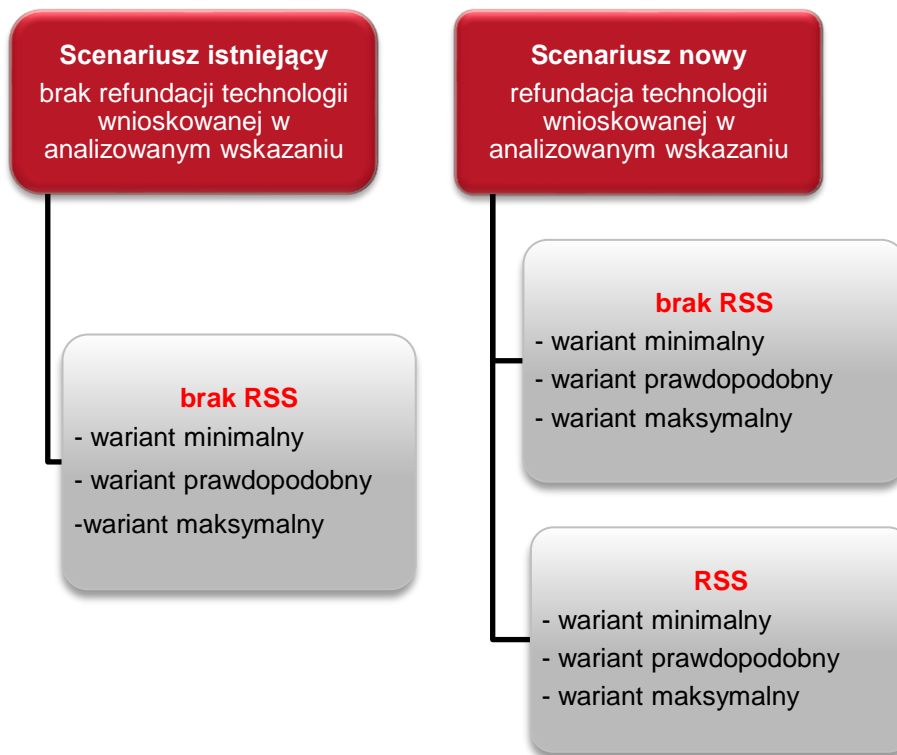 Scenariusz istniejący
brak refundacji technologii
wnioskowanej w
analizowanym wskazaniu
brak RSS
- wariant minimalny
- wariant prawdopodobny
-wariant maksymalny
Scenariusz nowy
refundacja technologii
wnioskowanej w
analizowanym wskazaniu
brak RSS
- wariant minimalny
- wariant prawdopodobny
- wariant maksymalny
RSS
- wariant minimalny
- wariant prawdopodobny
- wariant maksymalny